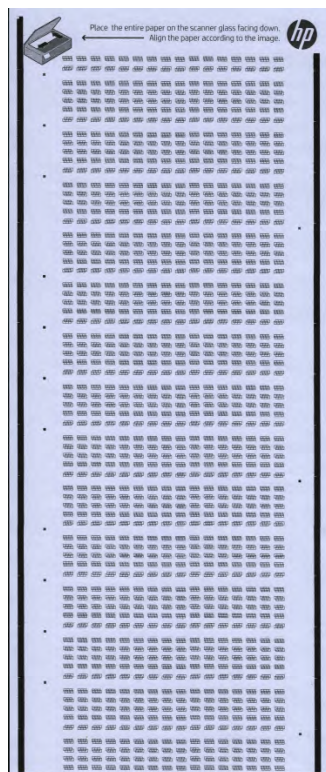 Place the entire paper on the scanner glass facing down.
Align the paper according to the image.
hp